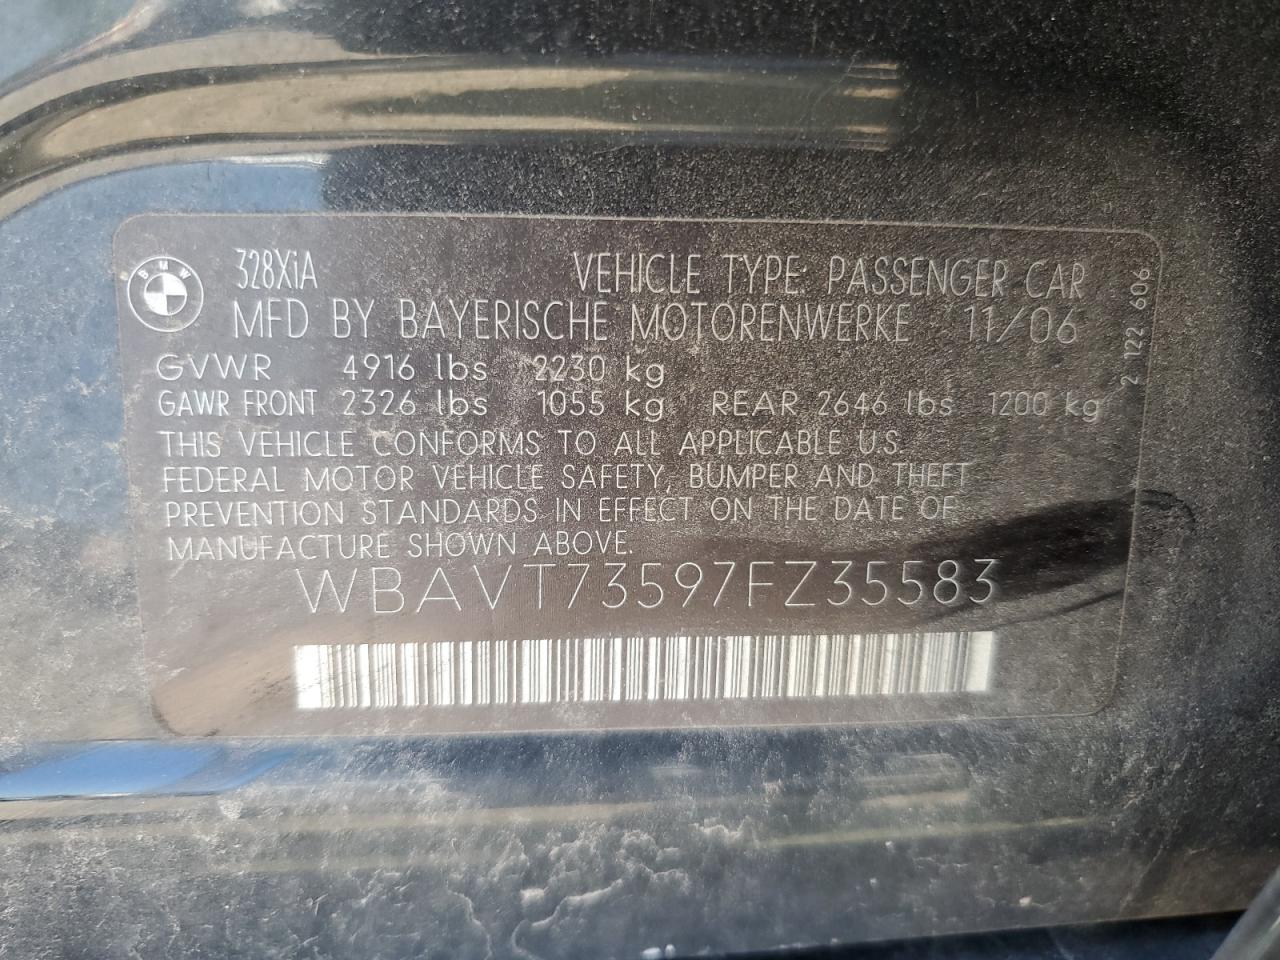 BMW
328XiA VEHICLE TYPE: PASSENGER CAR
MFD BY BAYERISCHE MOTORENWERKE 11/06
GVWR 4916 lbs 2230 kg
GAWR FRONT 2326 lbs 1055 kg REAR 2646 lbs 1200 kg
THIS VEHICLE CONFORMS TO ALL APPLICABLE U.S.
FEDERAL MOTOR VEHICLE SAFETY, BUMPER AND THEFT
PREVENTION STANDARDS IN EFFECT ON THE DATE OF
MANUFACTURE SHOWN ABOVE.
WBAVT73597FZ35583
2 122 606